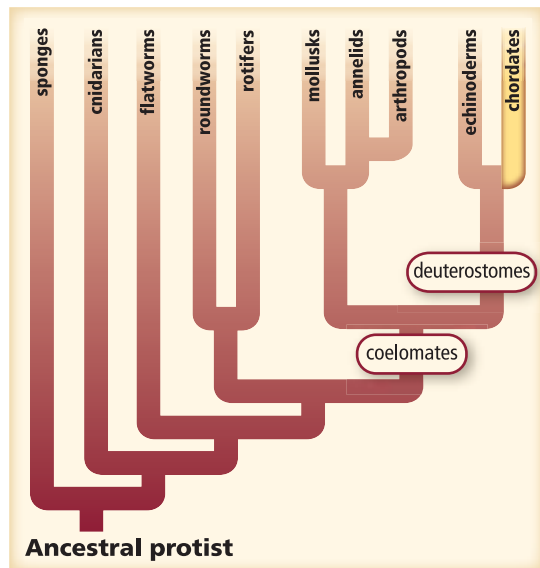 sponges
cnidarians
flatworms
roundworms
rotifers
mollusks
annelids
arthropods
echinoderms
chordates
deuterostomes
coelomates
Ancestral protist